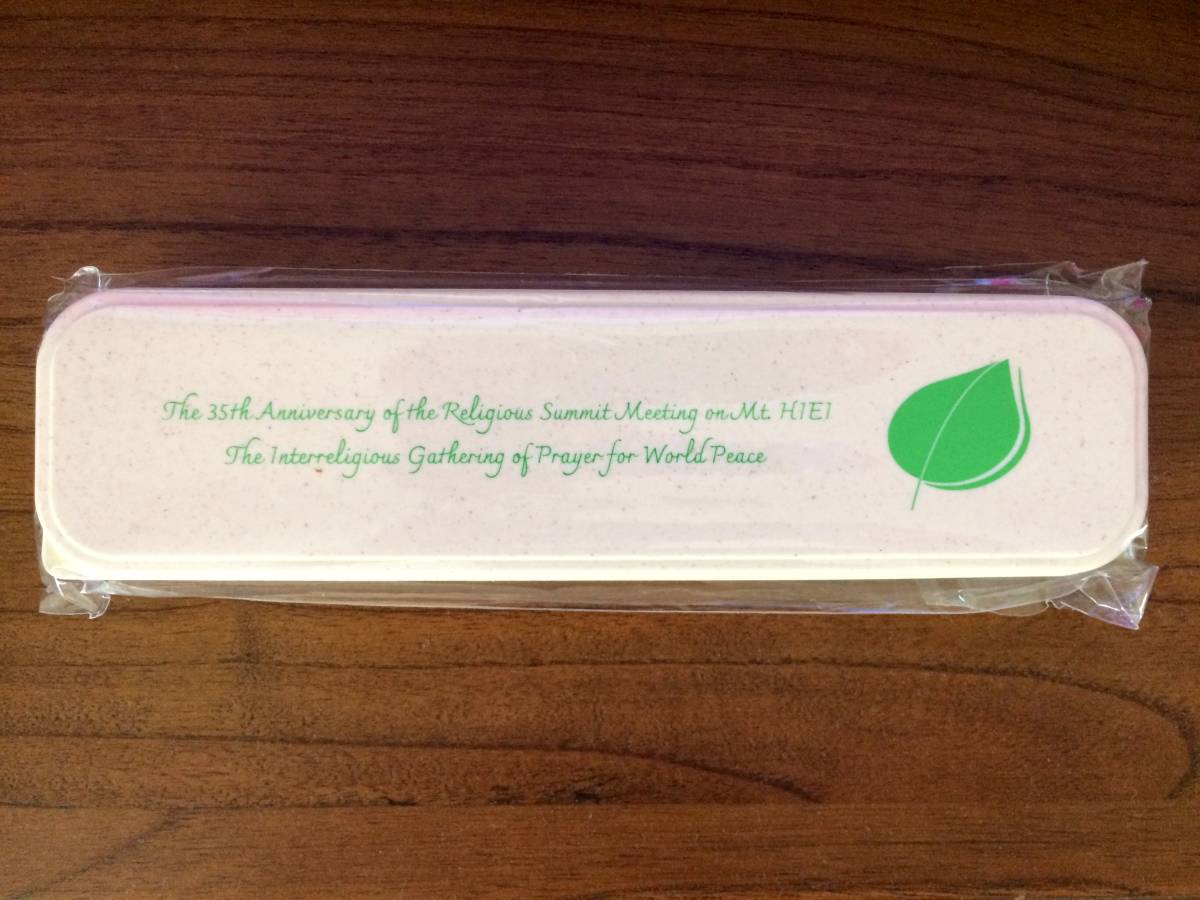 The 35th Anniversary of the Religious Summit Meeting on Mt. HIEI
The Interreligious Gathering of Prayer for World Peace